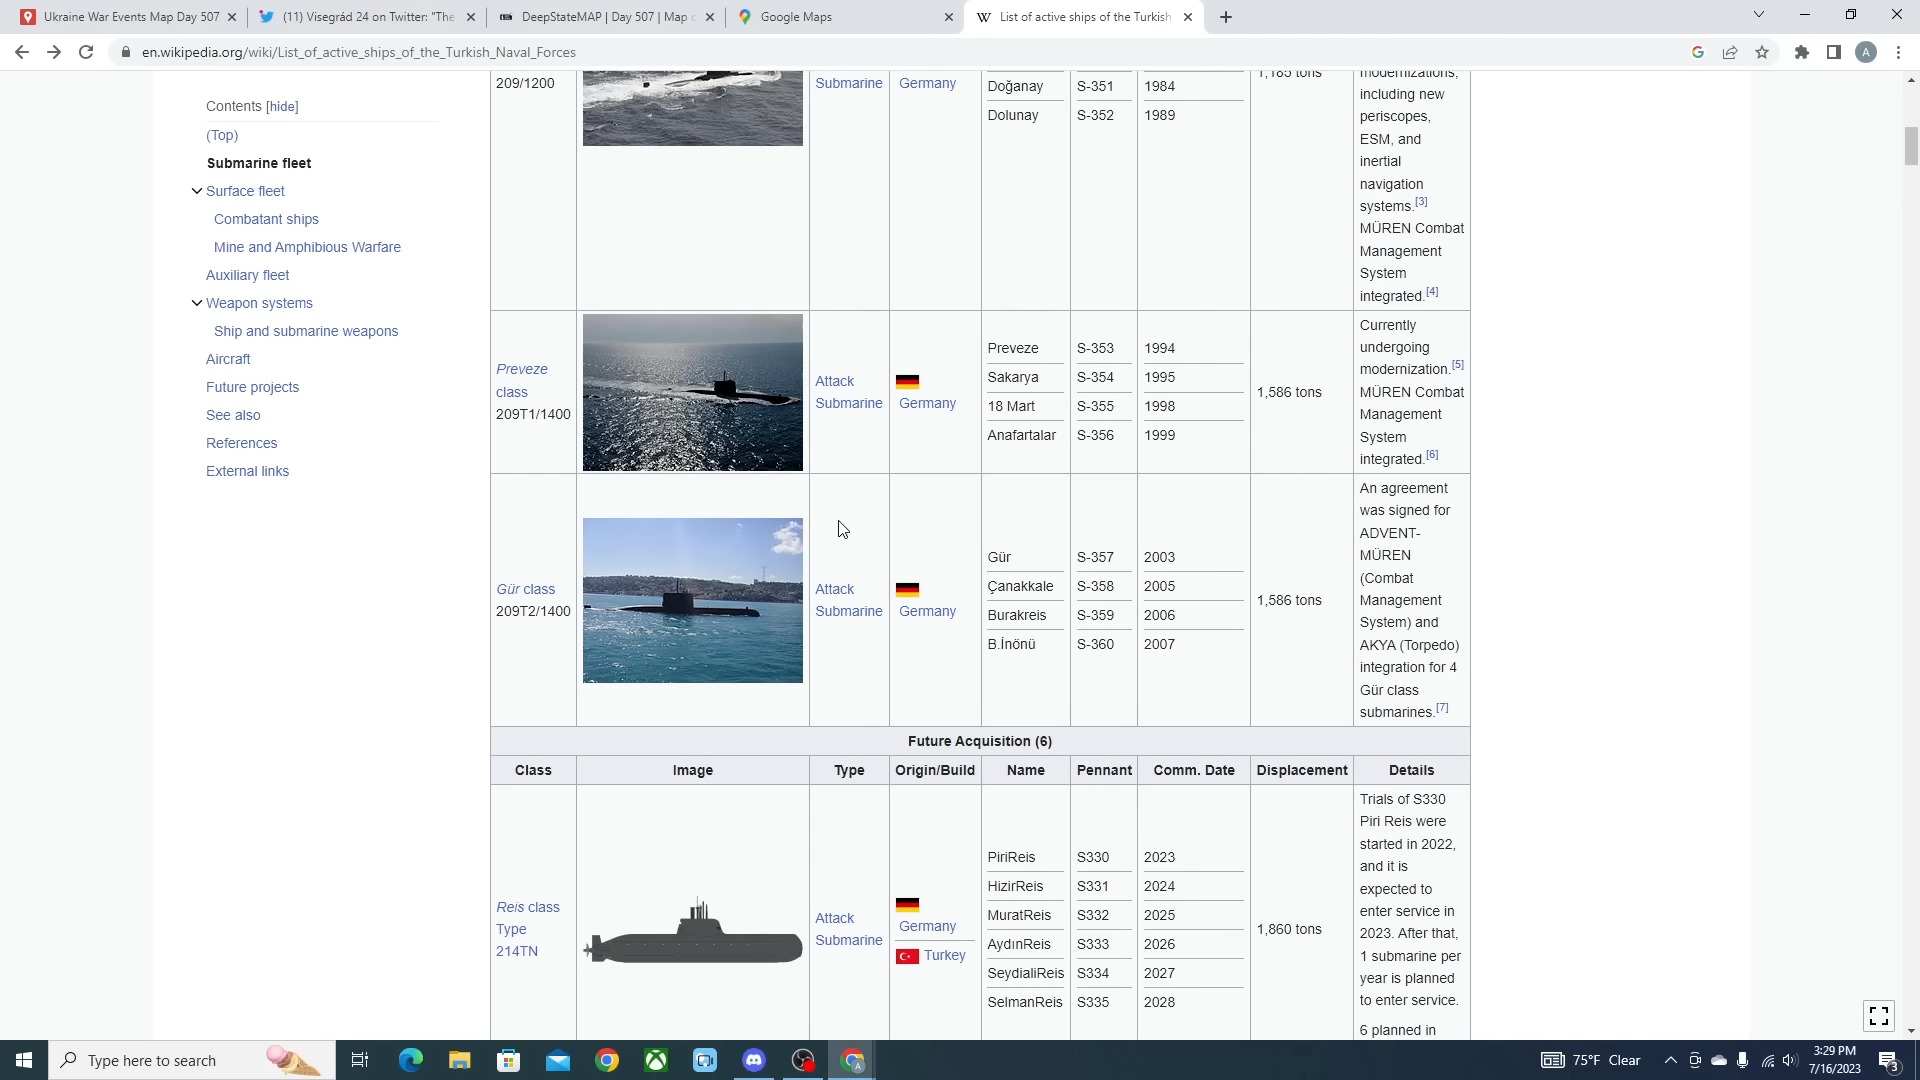 Ukraine War Events Map Day 507
(11) Visegrád 24 on Twitter: "The
DeepStateMAP | Day 507 | Map
Google Maps
List of active ships of the Turkish
en.wikipedia.org/wiki/List_of_active_ships_of_the_Turkish_Naval_Forces
A
Contents [hide]
(Top)
Submarine fleet
Surface fleet
Combatant ships
Mine and Amphibious Warfare
Auxiliary fleet
Weapon systems
Ship and submarine weapons
Aircraft
Future projects
See also
References
External links
209/1200
Submarine
Germany
Doğanay S-351 1984
Dolunay S-352 1989
1,185 tons
modernizations,
including new
periscopes,
ESM, and
inertial
navigation
systems.[3]
MÜREN Combat
Management
System
integrated.[4]
Preveze
class
209T1/1400
Attack
Submarine
Germany
Preveze S-353 1994
Sakarya S-354 1995
18 Mart S-355 1998
Anafartalar S-356 1999
1,586 tons
Currently
undergoing
modernization.[5]
MÜREN Combat
Management
System
integrated.[6]
Gür class
209T2/1400
Attack
Submarine
Germany
Gür S-357 2003
Çanakkale S-358 2005
Burakreis S-359 2006
B.İnönü S-360 2007
1,586 tons
An agreement
was signed for
ADVENT-
MÜREN
(Combat
Management
System) and
AKYA (Torpedo)
integration for 4
Gür class
submarines.[7]
Future Acquisition (6)
Class Image Type Origin/Build Name Pennant Comm. Date Displacement Details
Reis class
Type
214TN
Attack
Submarine
Germany
Turkey
PiriReis S330 2023
HizirReis S331 2024
MuratReis S332 2025
AydınReis S333 2026
SeydialiReis S334 2027
SelmanReis S335 2028
1,860 tons
Trials of S330
Piri Reis were
started in 2022,
and it is
expected to
enter service in
2023. After that,
1 submarine per
year is planned
to enter service.
6 planned in
Type here to search
75°F Clear
3:29 PM
7/16/2023
3